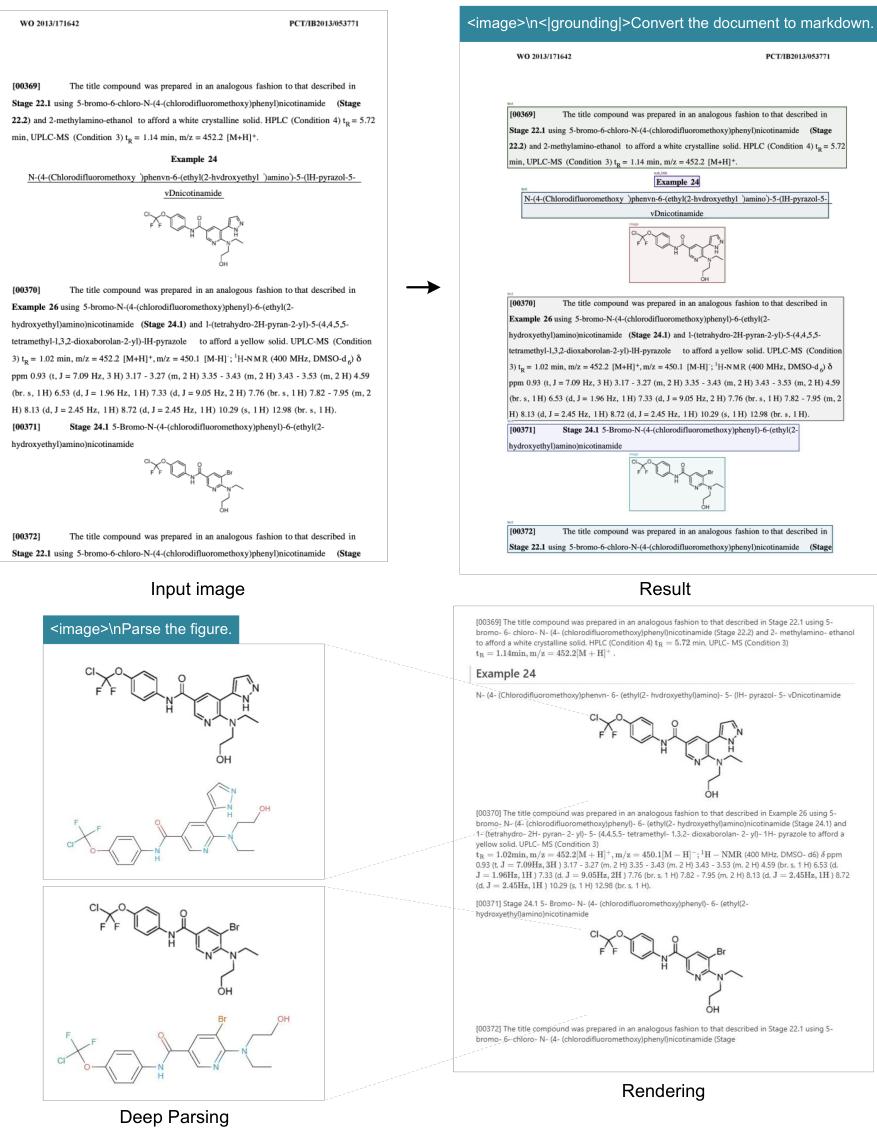 WO 2013/171642 PCT/IB2013/053771
[00369] The title compound was prepared in an analogous fashion to that described in
Stage 22.1 using 5-bromo-6-chloro-N-(4-(chlorodifluoromethoxy)phenyl)nicotinamide (Stage
22.2) and 2-methylamino-ethanol to afford a white crystalline solid. HPLC (Condition 4) tR = 5.72
min, UPLC-MS (Condition 3) tR = 1.14 min, m/z = 452.2 [M+H]+.
Example 24
N-(4-(Chlorodifluoromethoxy )phenvn-6-(ethyl(2-hvdroxyethyl )amino)-5-(lH-pyrazol-5-
vDnicotinamide
Cl O F F O N H N N NH N OH
[00370] The title compound was prepared in an analogous fashion to that described in
Example 26 using 5-bromo-N-(4-(chlorodifluoromethoxy)phenyl)-6-(ethyl(2-
hydroxyethyl)amino)nicotinamide (Stage 24.1) and l-(tetrahydro-2H-pyran-2-yl)-5-(4,4,5,5-
tetramethyl-l,3,2-dioxaborolan-2-yl)-lH-pyrazole to afford a yellow solid. UPLC-MS (Condition
3) tR = 1.02 min, m/z = 452.2 [M+H]+, m/z = 450.1 [M-H]-; 1H-NMR (400 MHz, DMSO-d6) δ
ppm 0.93 (t, J = 7.09 Hz, 3 H) 3.17 - 3.27 (m, 2 H) 3.35 - 3.43 (m, 2 H) 3.43 - 3.53 (m, 2 H) 4.59
(br. s, 1 H) 6.53 (d, J = 1.96 Hz, 1 H) 7.33 (d, J = 9.05 Hz, 2 H) 7.76 (br. s, 1 H) 7.82 - 7.95 (m, 2
H) 8.13 (d, J = 2.45 Hz, 1 H) 8.72 (d, J = 2.45 Hz, 1 H) 10.29 (s, 1 H) 12.98 (br. s, 1 H).
[00371] Stage 24.1 5-Bromo-N-(4-(chlorodifluoromethoxy)phenyl)-6-(ethyl(2-
hydroxyethyl)amino)nicotinamide
Cl O F F O N H Br N N OH
[00372] The title compound was prepared in an analogous fashion to that described in
Stage 22.1 using 5-bromo-6-chloro-N-(4-(chlorodifluoromethoxy)phenyl)nicotinamide (Stage
Input image
<image>\n<|grounding|>Convert the document to markdown.
WO 2013/171642 PCT/IB2013/053771
[00369] The title compound was prepared in an analogous fashion to that described in
Stage 22.1 using 5-bromo-6-chloro-N-(4-(chlorodifluoromethoxy)phenyl)nicotinamide (Stage
22.2) and 2-methylamino-ethanol to afford a white crystalline solid. HPLC (Condition 4) tR = 5.72
min, UPLC-MS (Condition 3) tR = 1.14 min, m/z = 452.2 [M+H]+.
Example 24
N-(4-(Chlorodifluoromethoxy )phenvn-6-(ethyl(2-hvdroxyethyl )amino)-5-(lH-pyrazol-5-
vDnicotinamide
Cl O F F O N H N N NH N OH
[00370] The title compound was prepared in an analogous fashion to that described in
Example 26 using 5-bromo-N-(4-(chlorodifluoromethoxy)phenyl)-6-(ethyl(2-
hydroxyethyl)amino)nicotinamide (Stage 24.1) and l-(tetrahydro-2H-pyran-2-yl)-5-(4,4,5,5-
tetramethyl-l,3,2-dioxaborolan-2-yl)-lH-pyrazole to afford a yellow solid. UPLC-MS (Condition
3) tR = 1.02 min, m/z = 452.2 [M+H]+, m/z = 450.1 [M-H]-; 1H-NMR (400 MHz, DMSO-d6) δ
ppm 0.93 (t, J = 7.09 Hz, 3 H) 3.17 - 3.27 (m, 2 H) 3.35 - 3.43 (m, 2 H) 3.43 - 3.53 (m, 2 H) 4.59
(br. s, 1 H) 6.53 (d, J = 1.96 Hz, 1 H) 7.33 (d, J = 9.05 Hz, 2 H) 7.76 (br. s, 1 H) 7.82 - 7.95 (m, 2
H) 8.13 (d, J = 2.45 Hz, 1 H) 8.72 (d, J = 2.45 Hz, 1 H) 10.29 (s, 1 H) 12.98 (br. s, 1 H).
[00371] Stage 24.1 5-Bromo-N-(4-(chlorodifluoromethoxy)phenyl)-6-(ethyl(2-
hydroxyethyl)amino)nicotinamide
Cl O F F O N H Br N N OH
[00372] The title compound was prepared in an analogous fashion to that described in
Stage 22.1 using 5-bromo-6-chloro-N-(4-(chlorodifluoromethoxy)phenyl)nicotinamide (Stage
Result
<image>\nParse the figure.
Cl O F F O N H N N NH N OH
F F Cl O O N H N N NH N OH
Cl O F F O N H Br N N OH
F F Cl O O N H Br N N OH
Deep Parsing
[00369] The title compound was prepared in an analogous fashion to that described in Stage 22.1 using 5-
bromo- 6- chloro- N- (4- (chlorodifluoromethoxy)phenyl)nicotinamide (Stage 22.2) and 2- methylamino- ethanol
to afford a white crystalline solid. HPLC (Condition 4) tR = 5.72 min, UPLC- MS (Condition 3)
tR = 1.14min, m/z = 452.2[M + H]+ .
Example 24
N- (4- (Chlorodifluoromethoxy)phenvn- 6- (ethyl(2- hvdroxyethyl)amino)- 5- (lH- pyrazol- 5- vDnicotinamide
Cl O F F O N H N N NH N OH
[00370] The title compound was prepared in an analogous fashion to that described in Example 26 using 5-
bromo- N- (4- (chlorodifluoromethoxy)phenyl)- 6- (ethyl(2- hydroxyethyl)amino)nicotinamide (Stage 24.1) and
1- (tetrahydro- 2H- pyran- 2- yl)- 5- (4,4,5,5- tetramethyl- 1,3,2- dioxaborolan- 2- yl)- 1H- pyrazole to afford a
yellow solid. UPLC- MS (Condition 3)
tR = 1.02min, m/z = 452.2[M + H]+, m/z = 450.1[M − H]−; 1H − NMR (400 MHz, DMSO- d6) δ ppm
0.93 (t, J = 7.09Hz, 3H ) 3.17 - 3.27 (m, 2 H) 3.35 - 3.43 (m, 2 H) 3.43 - 3.53 (m, 2 H) 4.59 (br. s, 1 H) 6.53 (d,
J = 1.96Hz, 1H ) 7.33 (d, J = 9.05Hz, 2H ) 7.76 (br. s, 1 H) 7.82 - 7.95 (m, 2 H) 8.13 (d, J = 2.45Hz, 1H ) 8.72
(d, J = 2.45Hz, 1H ) 10.29 (s, 1 H) 12.98 (br. s, 1 H).
[00371] Stage 24.1 5- Bromo- N- (4- (chlorodifluoromethoxy)phenyl)- 6- (ethyl(2-
hydroxyethyl)amino)nicotinamide
Cl O F F O N H Br N N OH
[00372] The title compound was prepared in an analogous fashion to that described in Stage 22.1 using 5-
bromo- 6- chloro- N- (4- (chlorodifluoromethoxy)phenyl)nicotinamide (Stage
Rendering